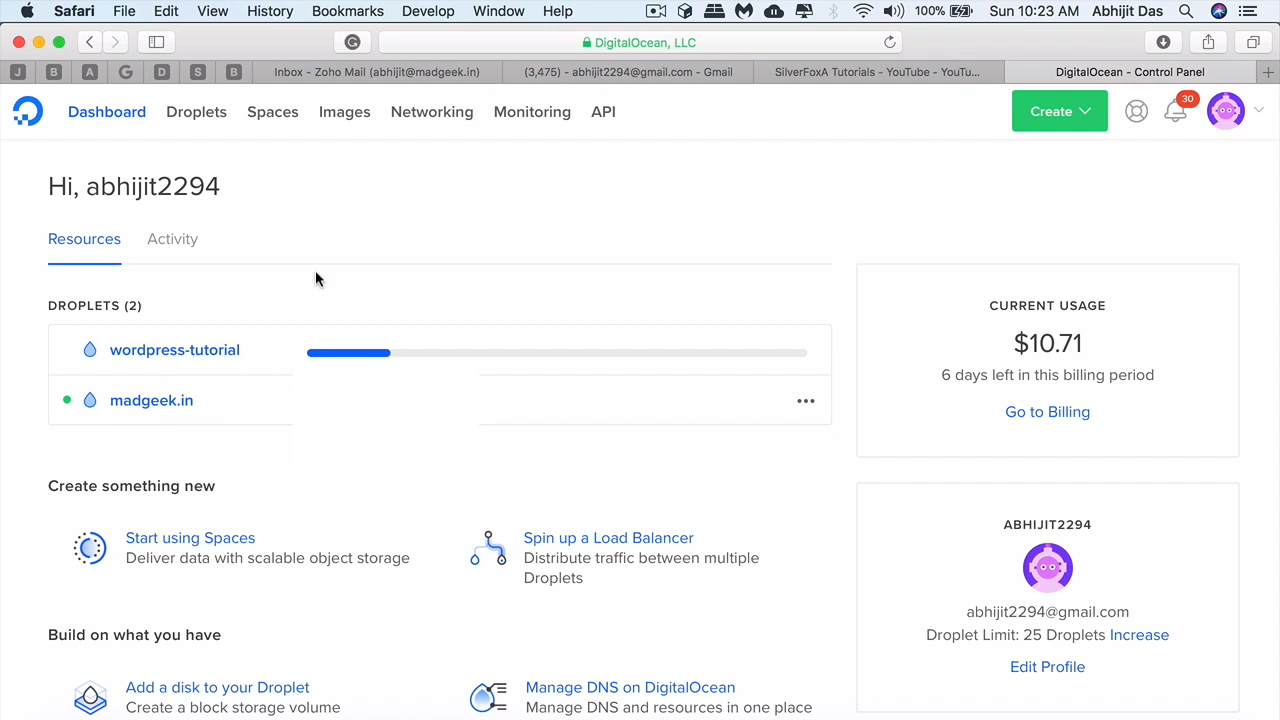 Safari File Edit View History Bookmarks Develop Window Help 100% Sun 10:23 AM Abhijit Das
DigitalOcean, LLC
J B A G D S B Inbox - Zoho Mail (abhijit@madgeek.in) (3,475) - abhijit2294@gmail.com - Gmail SilverFoxA Tutorials - YouTube - YouTu... DigitalOcean - Control Panel
Dashboard Droplets Spaces Images Networking Monitoring API Create 30
Hi, abhijit2294
Resources Activity
DROPLETS (2)
wordpress-tutorial
madgeek.in
CURRENT USAGE
$10.71
6 days left in this billing period
Go to Billing
Create something new
Start using Spaces
Deliver data with scalable object storage
Spin up a Load Balancer
Distribute traffic between multiple
Droplets
ABHIJIT2294
abhijit2294@gmail.com
Droplet Limit: 25 Droplets Increase
Edit Profile
Build on what you have
Add a disk to your Droplet
Create a block storage volume
Manage DNS on DigitalOcean
Manage DNS and resources in one place